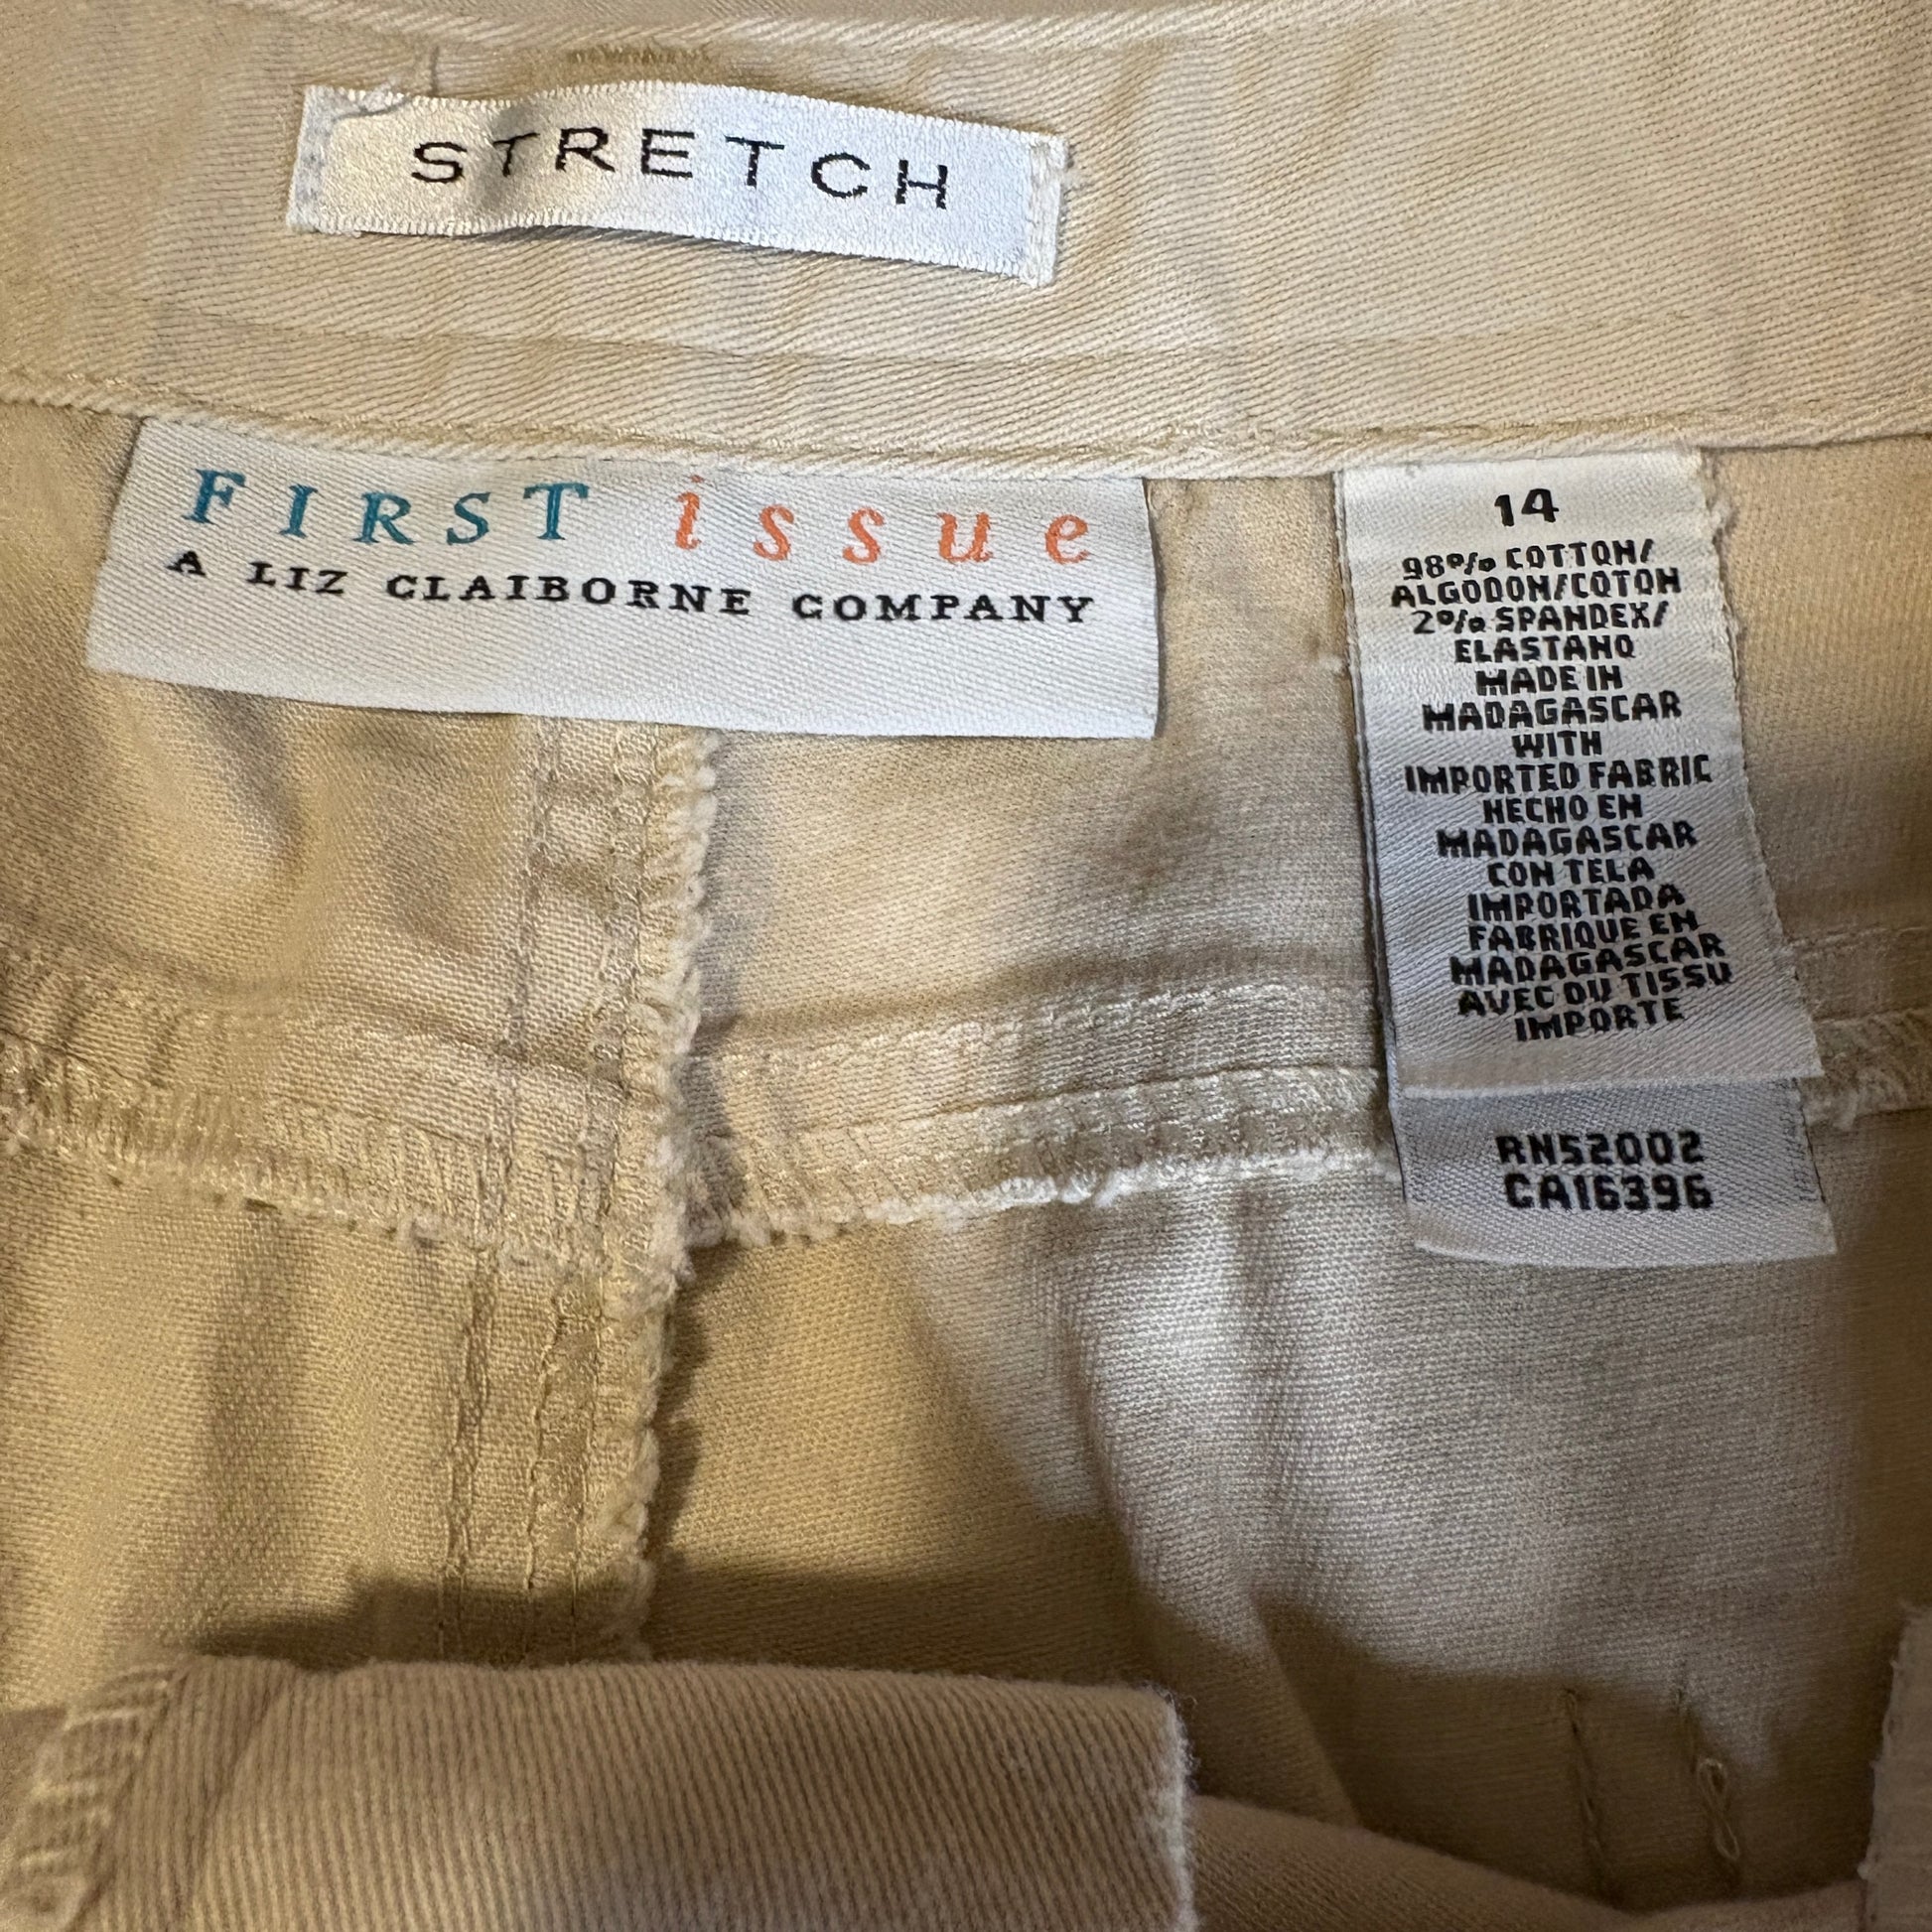 STRETCH
FIRST issue
A LIZ CLAIBORNE COMPANY
14
98% COTTON/
ALGODON/COTON
2% SPANDEX/
ELASTANO
MADE IN
MADAGASCAR
WITH
IMPORTED FABRIC
HECHO EN
MADAGASCAR
CON TELA
IMPORTADA
FABRIQUE EN
MADAGASCAR
AVEC DU TISSU
IMPORTE
RN52002
CA16396